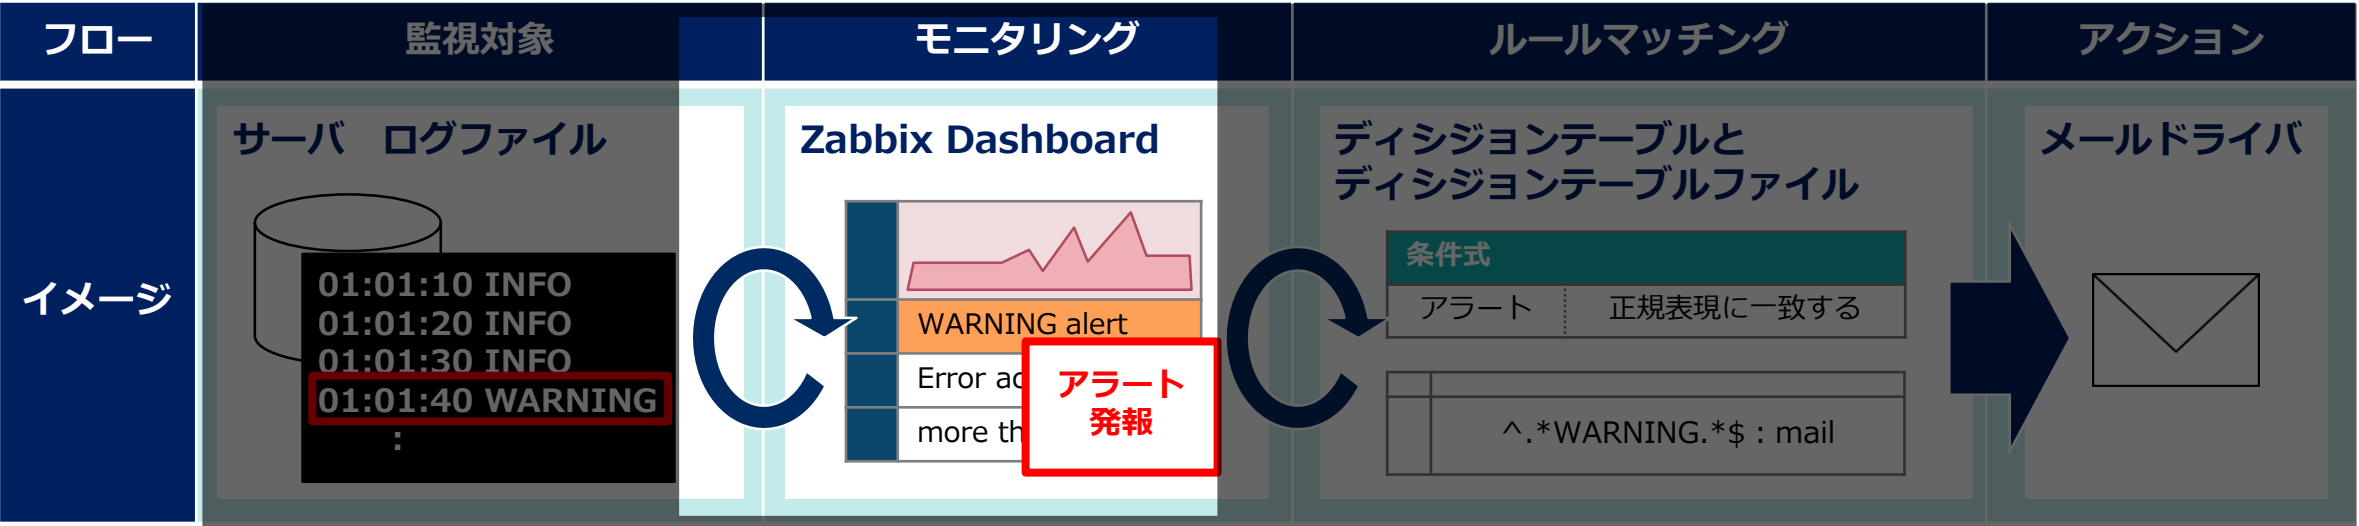 フロー
監視対象
モニタリング
ルールマッチング
アクション
イメージ
サーバ　ログファイル
01:01:10 INFO
01:01:20 INFO
01:01:30 INFO
01:01:40 WARNING
:
Zabbix Dashboard
WARNING alert
Error ac
more th
アラート
発報
ディシジョンテーブルと
ディシジョンテーブルファイル
条件式
アラート
正規表現に一致する
^.*WARNING.*$ : mail
メールドライバ